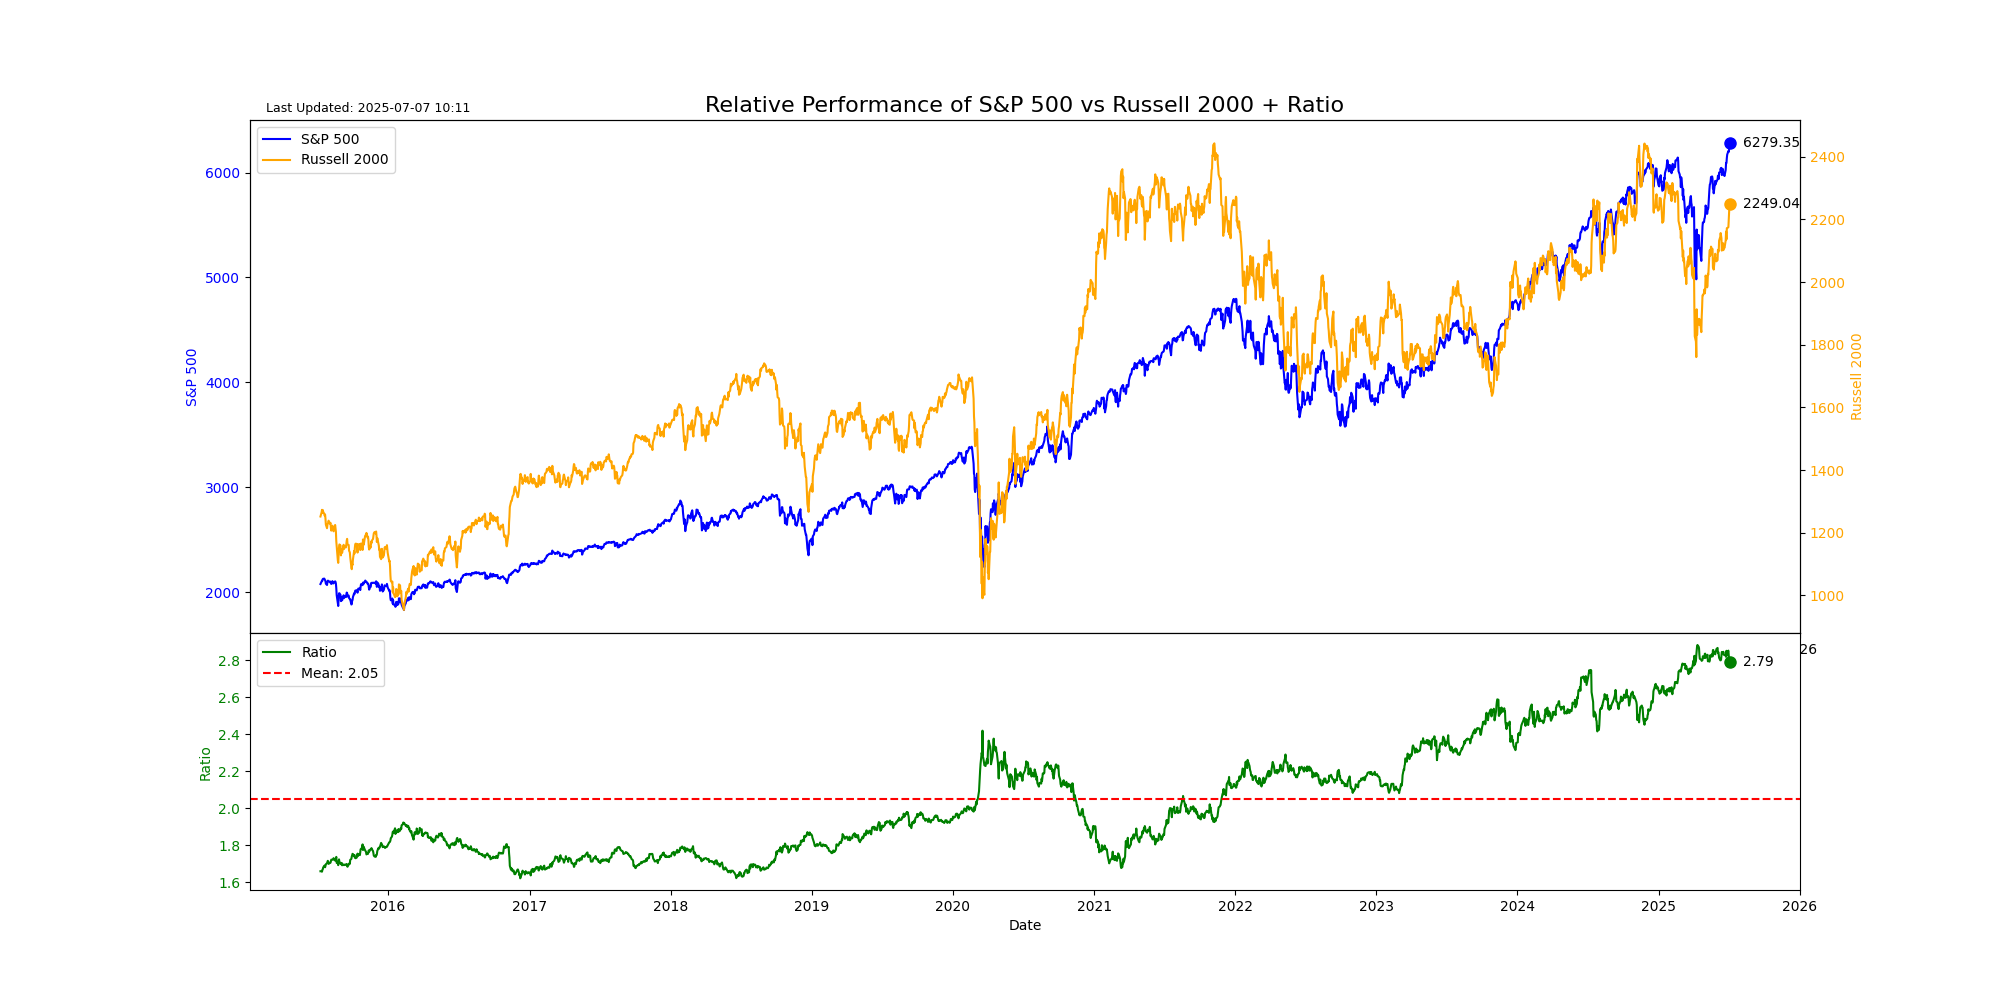 Last Updated: 2025-07-07 10:11
Relative Performance of S&P 500 vs Russell 2000 + Ratio
S&P 500
Russell 2000
6279.35
2249.04
6000
5000
4000
3000
2000
S&P 500
2400
2200
2000
1800
1600
1400
1200
1000
Russell 2000
Ratio
Mean: 2.05
26
2.79
2.8
2.6
2.4
2.2
2.0
1.8
1.6
Ratio
2016 2017 2018 2019 2020 2021 2022 2023 2024 2025 2026
Date